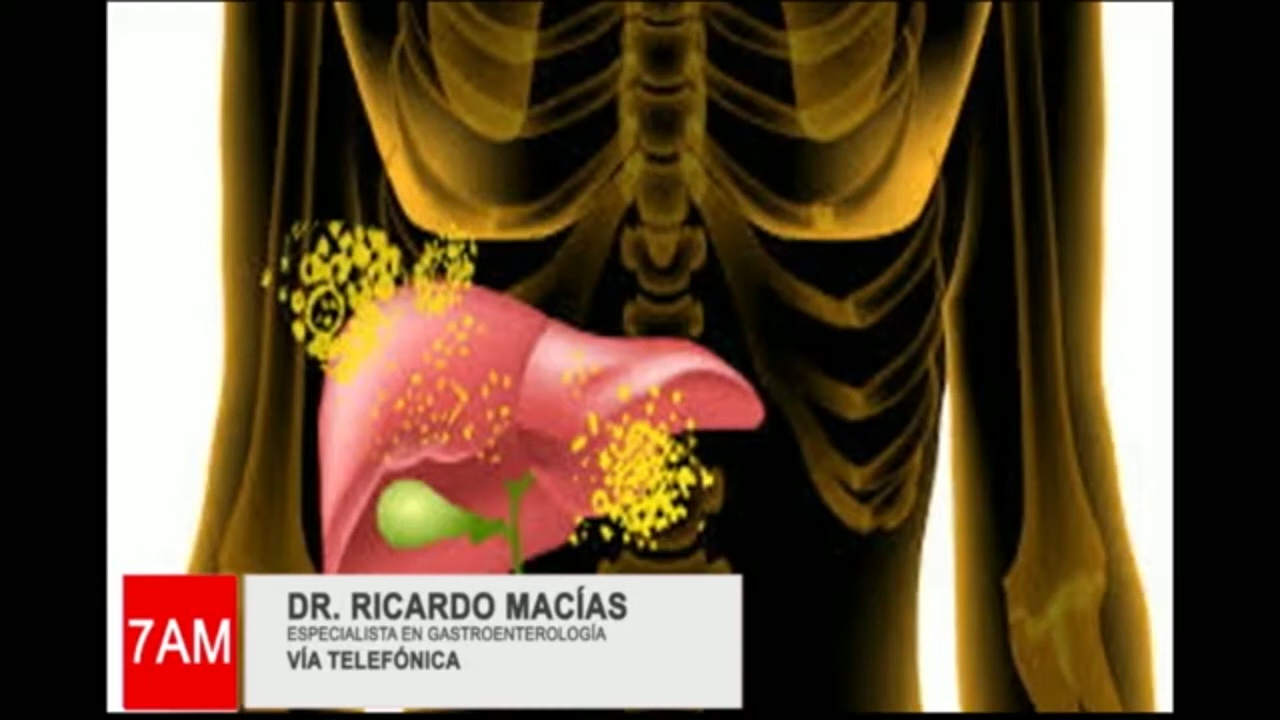 7AM
DR. RICARDO MACÍAS
ESPECIALISTA EN GASTROENTEROLOGÍA
VÍA TELEFÓNICA